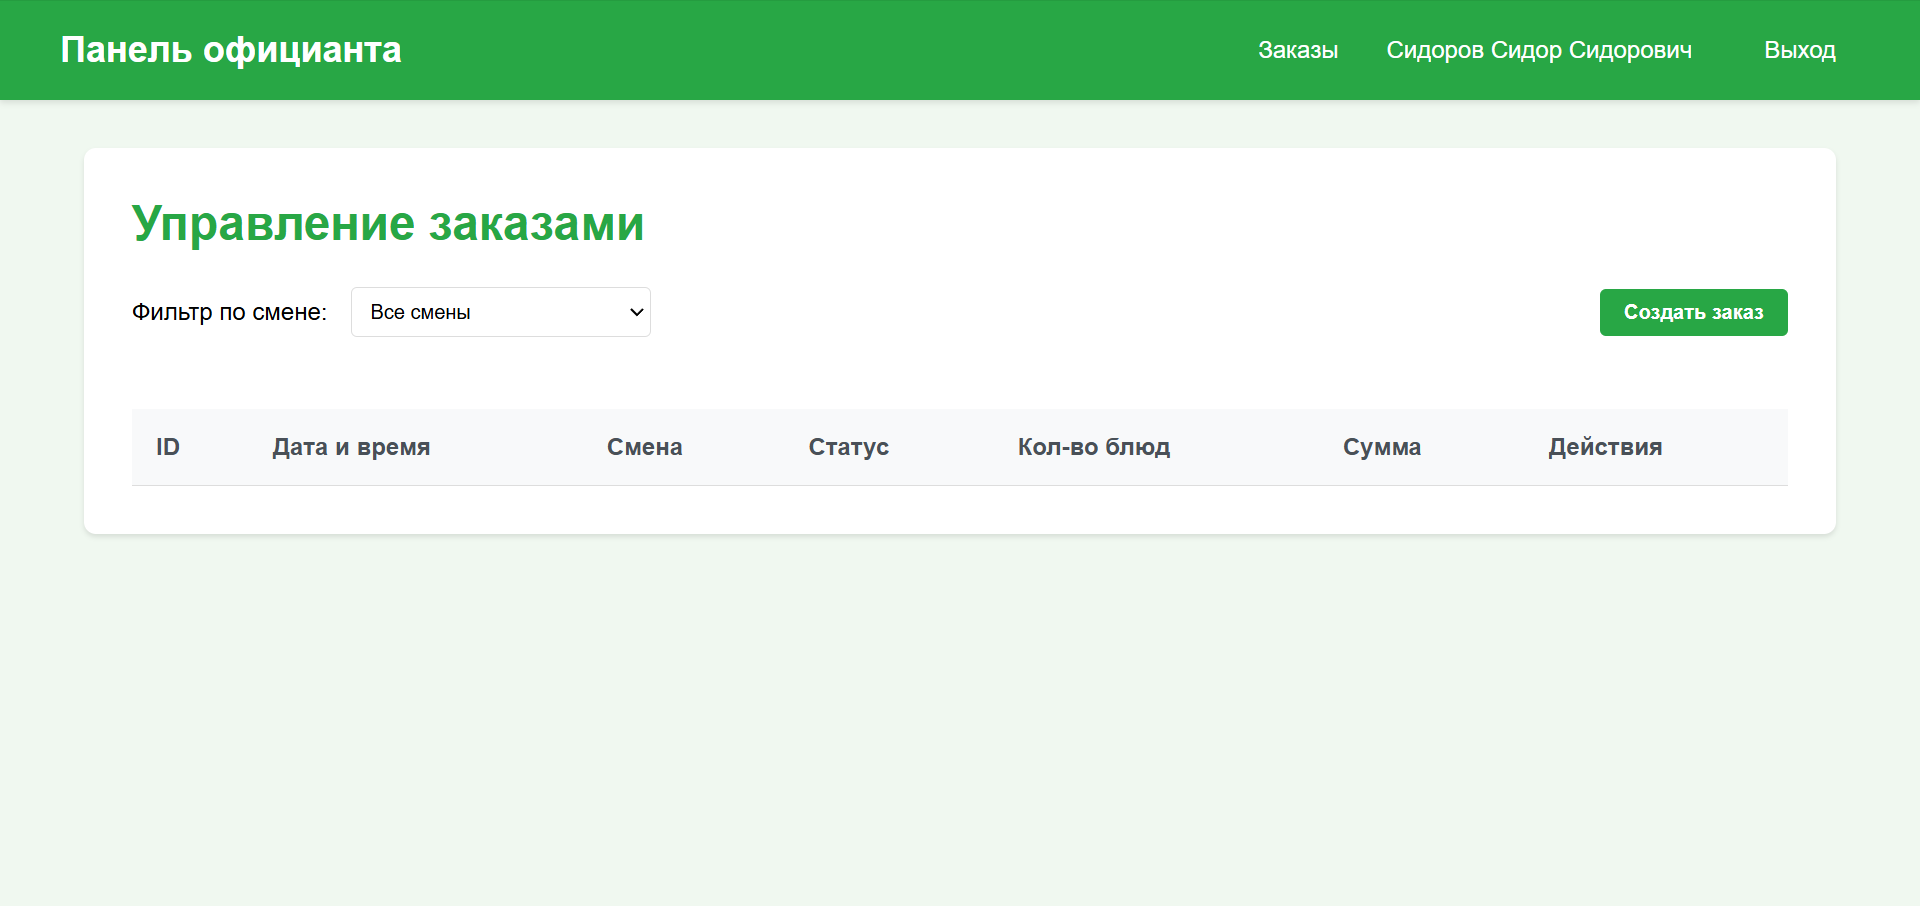 Панель официанта
Заказы Сидоров Сидор Сидорович Выход
Управление заказами
Фильтр по смене: Все смены Создать заказ
ID Дата и время Смена Статус Кол-во блюд Сумма Действия